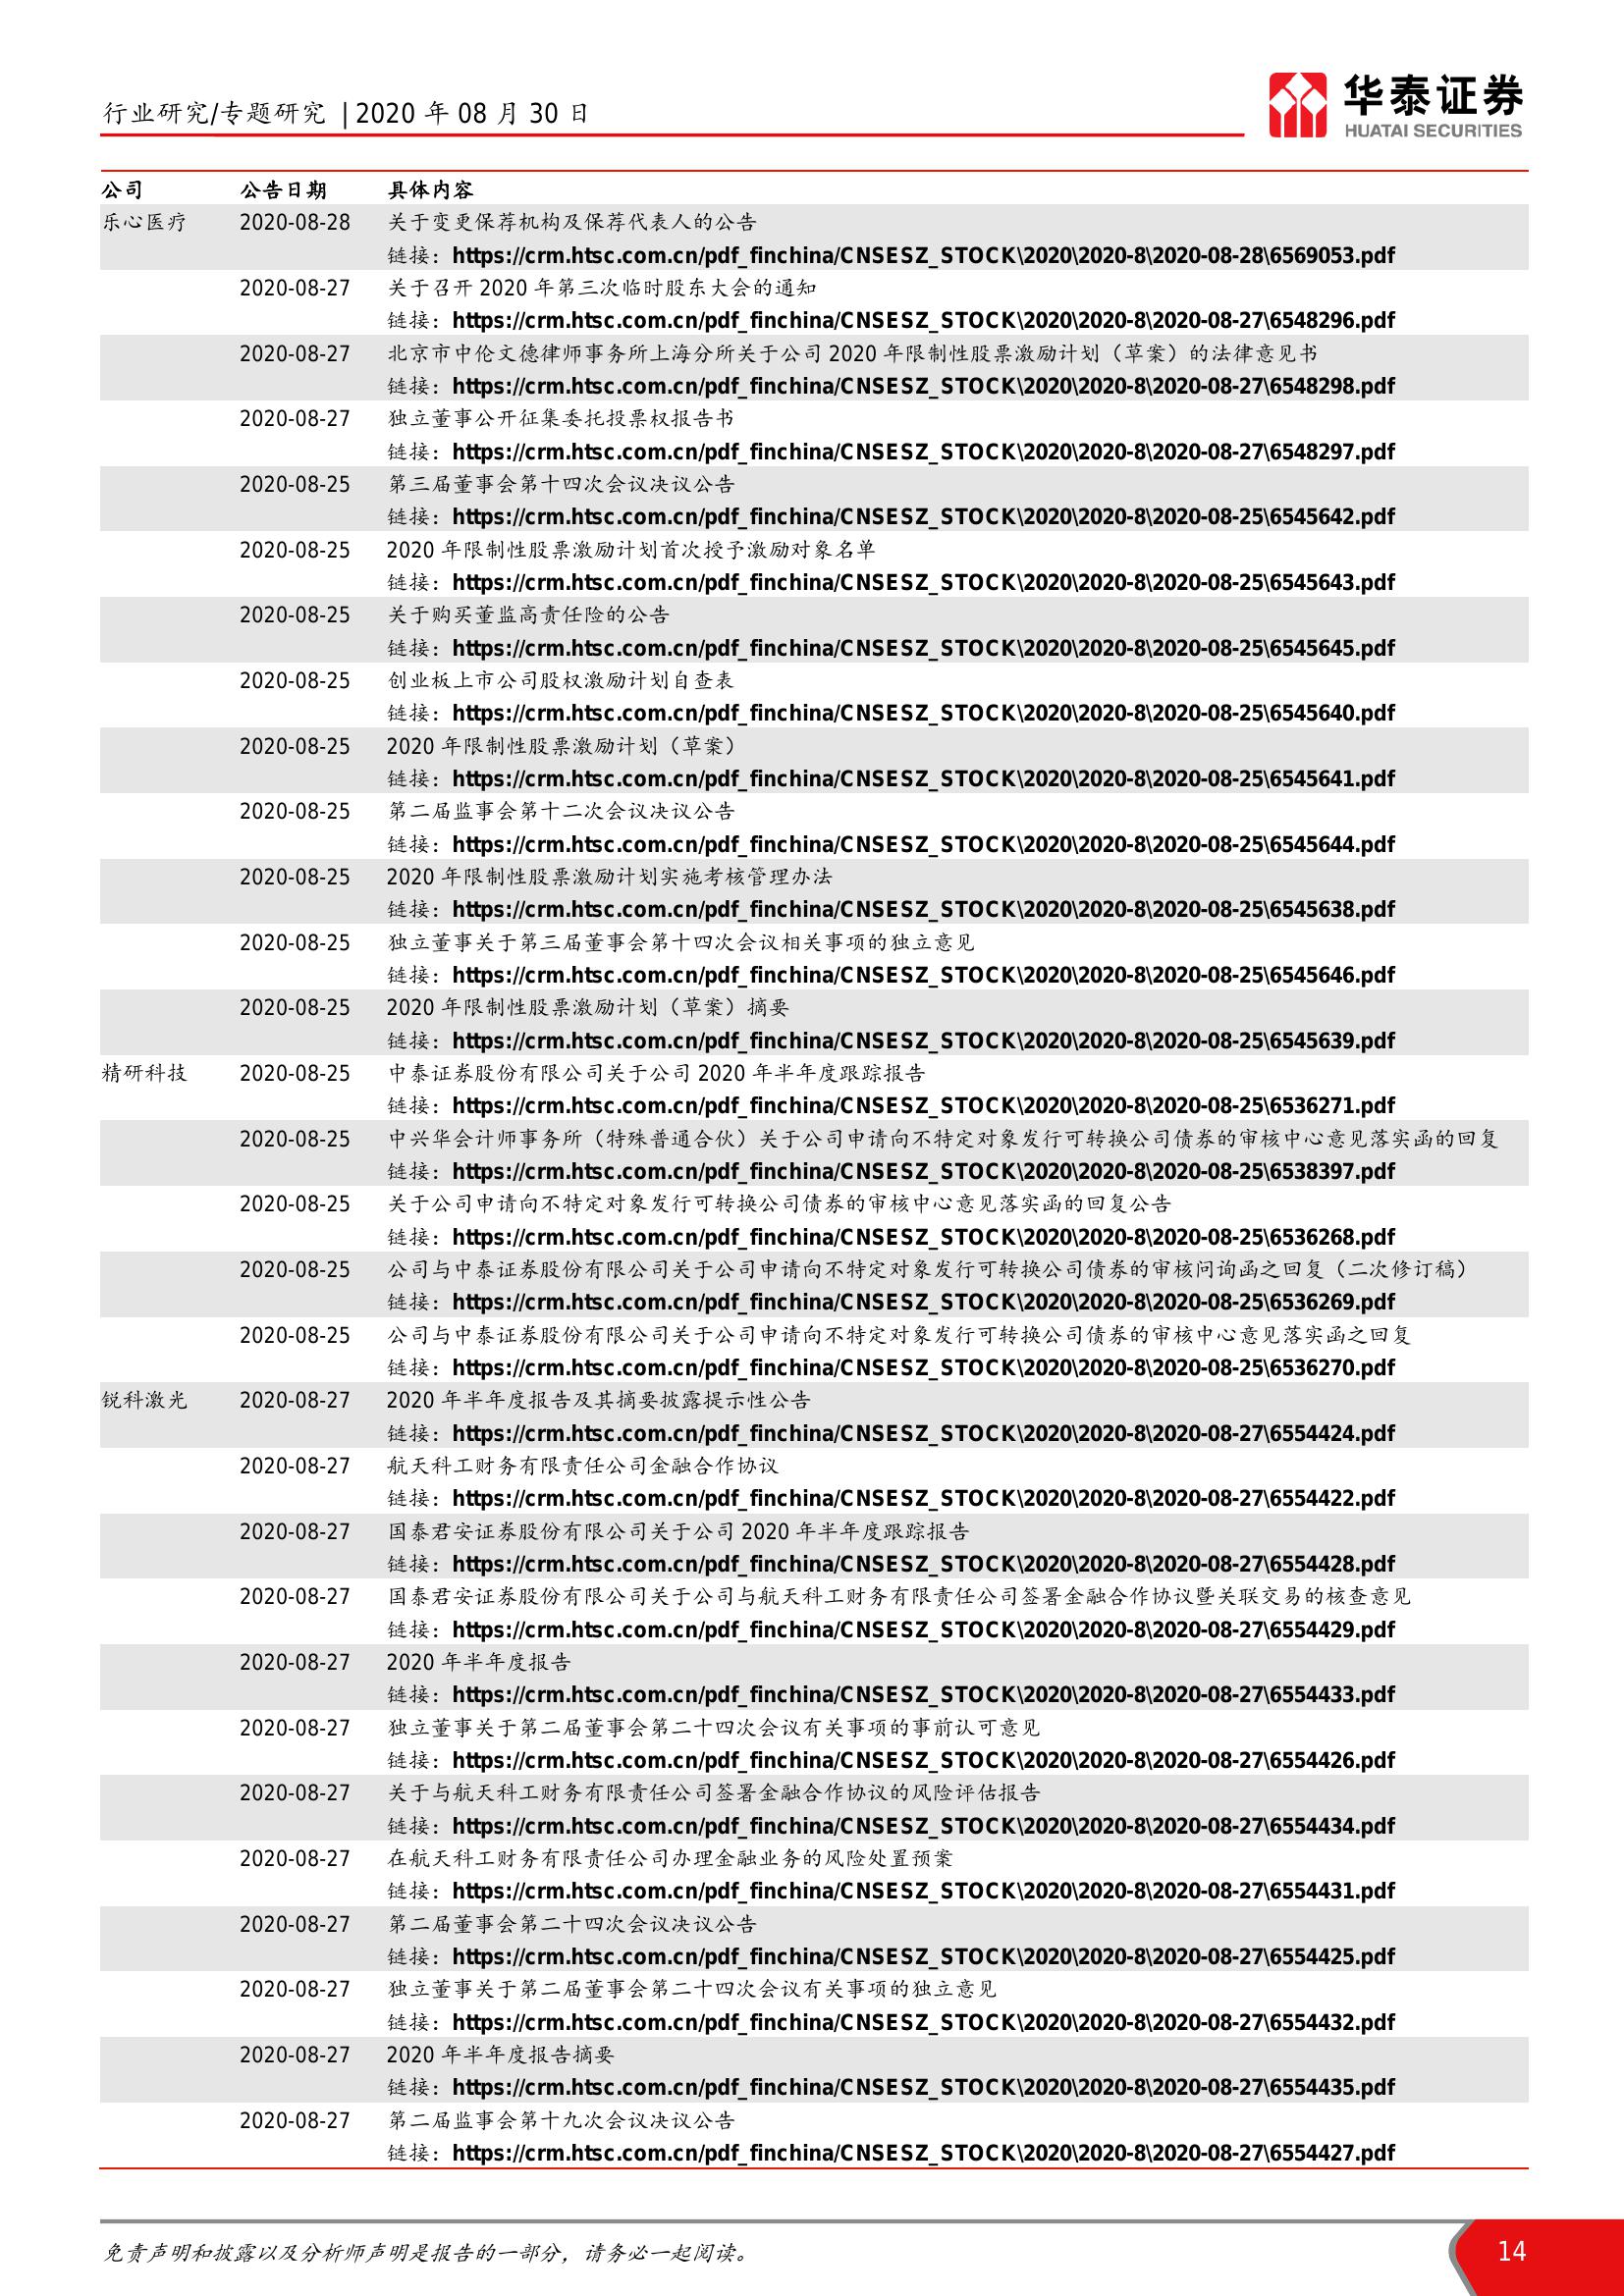 行业研究/专题研究 | 2020 年 08 月 30 日
华泰证券
HUATAI SECURITIES
公司 公告日期 具体内容
乐心医疗 2020-08-28 关于变更保荐机构及保荐代表人的公告
链接：https://crm.htsc.com.cn/pdf_finchina/CNSESZ_STOCK\2020\2020-8\2020-08-28\6569053.pdf
2020-08-27 关于召开 2020 年第三次临时股东大会的通知
链接：https://crm.htsc.com.cn/pdf_finchina/CNSESZ_STOCK\2020\2020-8\2020-08-27\6548296.pdf
2020-08-27 北京市中伦文德律师事务所上海分所关于公司 2020 年限制性股票激励计划（草案）的法律意见书
链接：https://crm.htsc.com.cn/pdf_finchina/CNSESZ_STOCK\2020\2020-8\2020-08-27\6548298.pdf
2020-08-27 独立董事公开征集委托投票权报告书
链接：https://crm.htsc.com.cn/pdf_finchina/CNSESZ_STOCK\2020\2020-8\2020-08-27\6548297.pdf
2020-08-25 第三届董事会第十四次会议决议公告
链接：https://crm.htsc.com.cn/pdf_finchina/CNSESZ_STOCK\2020\2020-8\2020-08-25\6545642.pdf
2020-08-25 2020 年限制性股票激励计划首次授予激励对象名单
链接：https://crm.htsc.com.cn/pdf_finchina/CNSESZ_STOCK\2020\2020-8\2020-08-25\6545643.pdf
2020-08-25 关于购买董监高责任险的公告
链接：https://crm.htsc.com.cn/pdf_finchina/CNSESZ_STOCK\2020\2020-8\2020-08-25\6545645.pdf
2020-08-25 创业板上市公司股权激励计划自查表
链接：https://crm.htsc.com.cn/pdf_finchina/CNSESZ_STOCK\2020\2020-8\2020-08-25\6545640.pdf
2020-08-25 2020 年限制性股票激励计划（草案）
链接：https://crm.htsc.com.cn/pdf_finchina/CNSESZ_STOCK\2020\2020-8\2020-08-25\6545641.pdf
2020-08-25 第二届监事会第十二次会议决议公告
链接：https://crm.htsc.com.cn/pdf_finchina/CNSESZ_STOCK\2020\2020-8\2020-08-25\6545644.pdf
2020-08-25 2020 年限制性股票激励计划实施考核管理办法
链接：https://crm.htsc.com.cn/pdf_finchina/CNSESZ_STOCK\2020\2020-8\2020-08-25\6545638.pdf
2020-08-25 独立董事关于第三届董事会第十四次会议相关事项的独立意见
链接：https://crm.htsc.com.cn/pdf_finchina/CNSESZ_STOCK\2020\2020-8\2020-08-25\6545646.pdf
2020-08-25 2020 年限制性股票激励计划（草案）摘要
链接：https://crm.htsc.com.cn/pdf_finchina/CNSESZ_STOCK\2020\2020-8\2020-08-25\6545639.pdf
精研科技 2020-08-25 中泰证券股份有限公司关于公司 2020 年半年度跟踪报告
链接：https://crm.htsc.com.cn/pdf_finchina/CNSESZ_STOCK\2020\2020-8\2020-08-25\6536271.pdf
2020-08-25 中兴华会计师事务所（特殊普通合伙）关于公司申请向不特定对象发行可转换公司债券的审核中心意见落实函的回复
链接：https://crm.htsc.com.cn/pdf_finchina/CNSESZ_STOCK\2020\2020-8\2020-08-25\6538397.pdf
2020-08-25 关于公司申请向不特定对象发行可转换公司债券的审核中心意见落实函的回复公告
链接：https://crm.htsc.com.cn/pdf_finchina/CNSESZ_STOCK\2020\2020-8\2020-08-25\6536268.pdf
2020-08-25 公司与中泰证券股份有限公司关于公司申请向不特定对象发行可转换公司债券的审核问询函之回复（二次修订稿）
链接：https://crm.htsc.com.cn/pdf_finchina/CNSESZ_STOCK\2020\2020-8\2020-08-25\6536269.pdf
2020-08-25 公司与中泰证券股份有限公司关于公司申请向不特定对象发行可转换公司债券的审核中心意见落实函之回复
链接：https://crm.htsc.com.cn/pdf_finchina/CNSESZ_STOCK\2020\2020-8\2020-08-25\6536270.pdf
锐科激光 2020-08-27 2020 年半年度报告及其摘要披露提示性公告
链接：https://crm.htsc.com.cn/pdf_finchina/CNSESZ_STOCK\2020\2020-8\2020-08-27\6554424.pdf
2020-08-27 航天科工财务有限责任公司金融合作协议
链接：https://crm.htsc.com.cn/pdf_finchina/CNSESZ_STOCK\2020\2020-8\2020-08-27\6554422.pdf
2020-08-27 国泰君安证券股份有限公司关于公司 2020 年半年度跟踪报告
链接：https://crm.htsc.com.cn/pdf_finchina/CNSESZ_STOCK\2020\2020-8\2020-08-27\6554428.pdf
2020-08-27 国泰君安证券股份有限公司关于公司与航天科工财务有限责任公司签署金融合作协议暨关联交易的核查意见
链接：https://crm.htsc.com.cn/pdf_finchina/CNSESZ_STOCK\2020\2020-8\2020-08-27\6554429.pdf
2020-08-27 2020 年半年度报告
链接：https://crm.htsc.com.cn/pdf_finchina/CNSESZ_STOCK\2020\2020-8\2020-08-27\6554433.pdf
2020-08-27 独立董事关于第二届董事会第二十四次会议有关事项的事前认可意见
链接：https://crm.htsc.com.cn/pdf_finchina/CNSESZ_STOCK\2020\2020-8\2020-08-27\6554426.pdf
2020-08-27 关于与航天科工财务有限责任公司签署金融合作协议的风险评估报告
链接：https://crm.htsc.com.cn/pdf_finchina/CNSESZ_STOCK\2020\2020-8\2020-08-27\6554434.pdf
2020-08-27 在航天科工财务有限责任公司办理金融业务的风险处置预案
链接：https://crm.htsc.com.cn/pdf_finchina/CNSESZ_STOCK\2020\2020-8\2020-08-27\6554431.pdf
2020-08-27 第二届董事会第二十四次会议决议公告
链接：https://crm.htsc.com.cn/pdf_finchina/CNSESZ_STOCK\2020\2020-8\2020-08-27\6554425.pdf
2020-08-27 独立董事关于第二届董事会第二十四次会议有关事项的独立意见
链接：https://crm.htsc.com.cn/pdf_finchina/CNSESZ_STOCK\2020\2020-8\2020-08-27\6554432.pdf
2020-08-27 2020 年半年度报告摘要
链接：https://crm.htsc.com.cn/pdf_finchina/CNSESZ_STOCK\2020\2020-8\2020-08-27\6554435.pdf
2020-08-27 第二届监事会第十九次会议决议公告
链接：https://crm.htsc.com.cn/pdf_finchina/CNSESZ_STOCK\2020\2020-8\2020-08-27\6554427.pdf
免责声明和披露以及分析师声明是报告的一部分，请务必一起阅读。
14